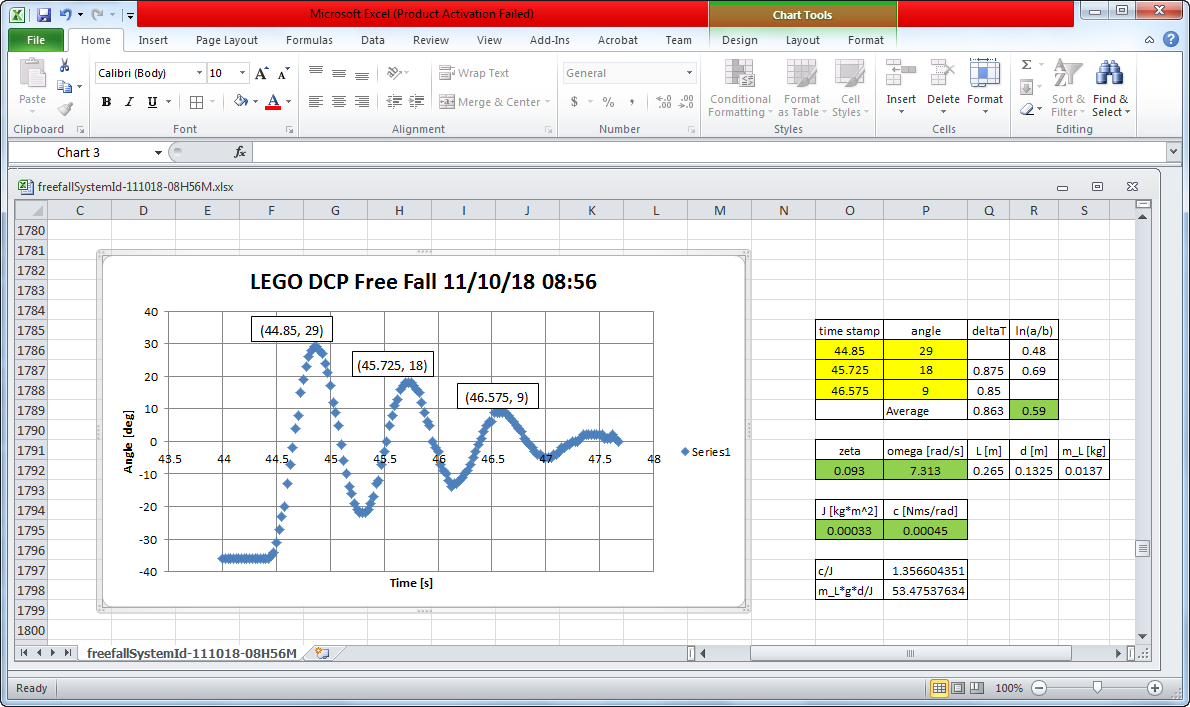 Microsoft Excel (Product Activation Failed)
Chart Tools
File Home Insert Page Layout Formulas Data Review View Add-Ins Acrobat Team Design Layout Format
Paste
Calibri (Body) 10 A A
B I U A
Wrap Text
Merge & Center
General
$ % ,
Conditional Formatting
Format as Table
Cell Styles
Insert Delete Format
Sort & Filter
Find & Select
Clipboard Font Alignment Number Styles Cells Editing
Chart 3 fx
freefallSystemId-111018-08H56M.xlsx
C D E F G H I J K L M N O P Q R S
1780
1781
1782
1783
1784
1785
1786
1787
1788
1789
1790
1791
1792
1793
1794
1795
1796
1797
1798
1799
1800
LEGO DCP Free Fall 11/10/18 08:56
Angle [deg]
40
30
20
10
0
-10
-20
-30
-40
43.5 44 44.5 45 45.5 46 46.5 47 47.5 48
(44.85, 29)
(45.725, 18)
(46.575, 9)
Series1
Time [s]
time stamp angle deltaT ln(a/b)
44.85 29 0.48
45.725 18 0.875 0.69
46.575 9 0.85
Average 0.863 0.59
zeta omega [rad/s] L [m] d [m] m_L [kg]
0.093 7.313 0.265 0.1325 0.0137
J [kg*m^2] c [Nms/rad]
0.00033 0.00045
c/J 1.356604351
m_L*g*d/J 53.47537634
freefallSystemId-111018-08H56M
Ready 100%